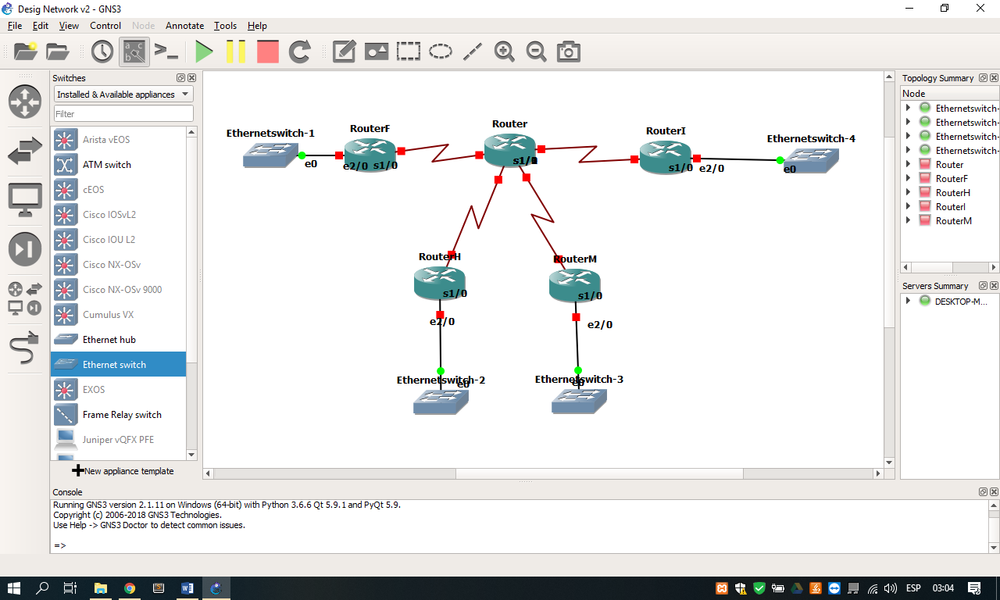 Desig Network v2 - GNS3
File Edit View Control Node Annotate Tools Help
Switches
Installed & Available appliances
Filter
Arista vEOS
ATM switch
cEOS
Cisco IOSvL2
Cisco IOU L2
Cisco NX-OSv
Cisco NX-OSv 9000
Cumulus VX
Ethernet hub
Ethernet switch
EXOS
Frame Relay switch
Juniper vQFX PFE
New appliance template
Ethernetswitch-1
e0
RouterF
e2/0 s1/0
Router
RouterI
s1/0 e2/0
Ethernetswitch-4
e0
RouterH
s1/0
e2/0
RouterM
s1/0
e2/0
Ethernetswitch-2
e0
Ethernetswitch-3
e0
Topology Summary
Node
Ethernetswitch-
Ethernetswitch-
Ethernetswitch-
Ethernetswitch-
Router
RouterF
RouterH
RouterI
RouterM
Servers Summary
DESKTOP-M...
Console
Running GNS3 version 2.1.11 on Windows (64-bit) with Python 3.6.6 Qt 5.9.1 and PyQt 5.9.
Copyright (c) 2006-2018 GNS3 Technologies.
Use Help -> GNS3 Doctor to detect common issues.
=>
ESP 03:04